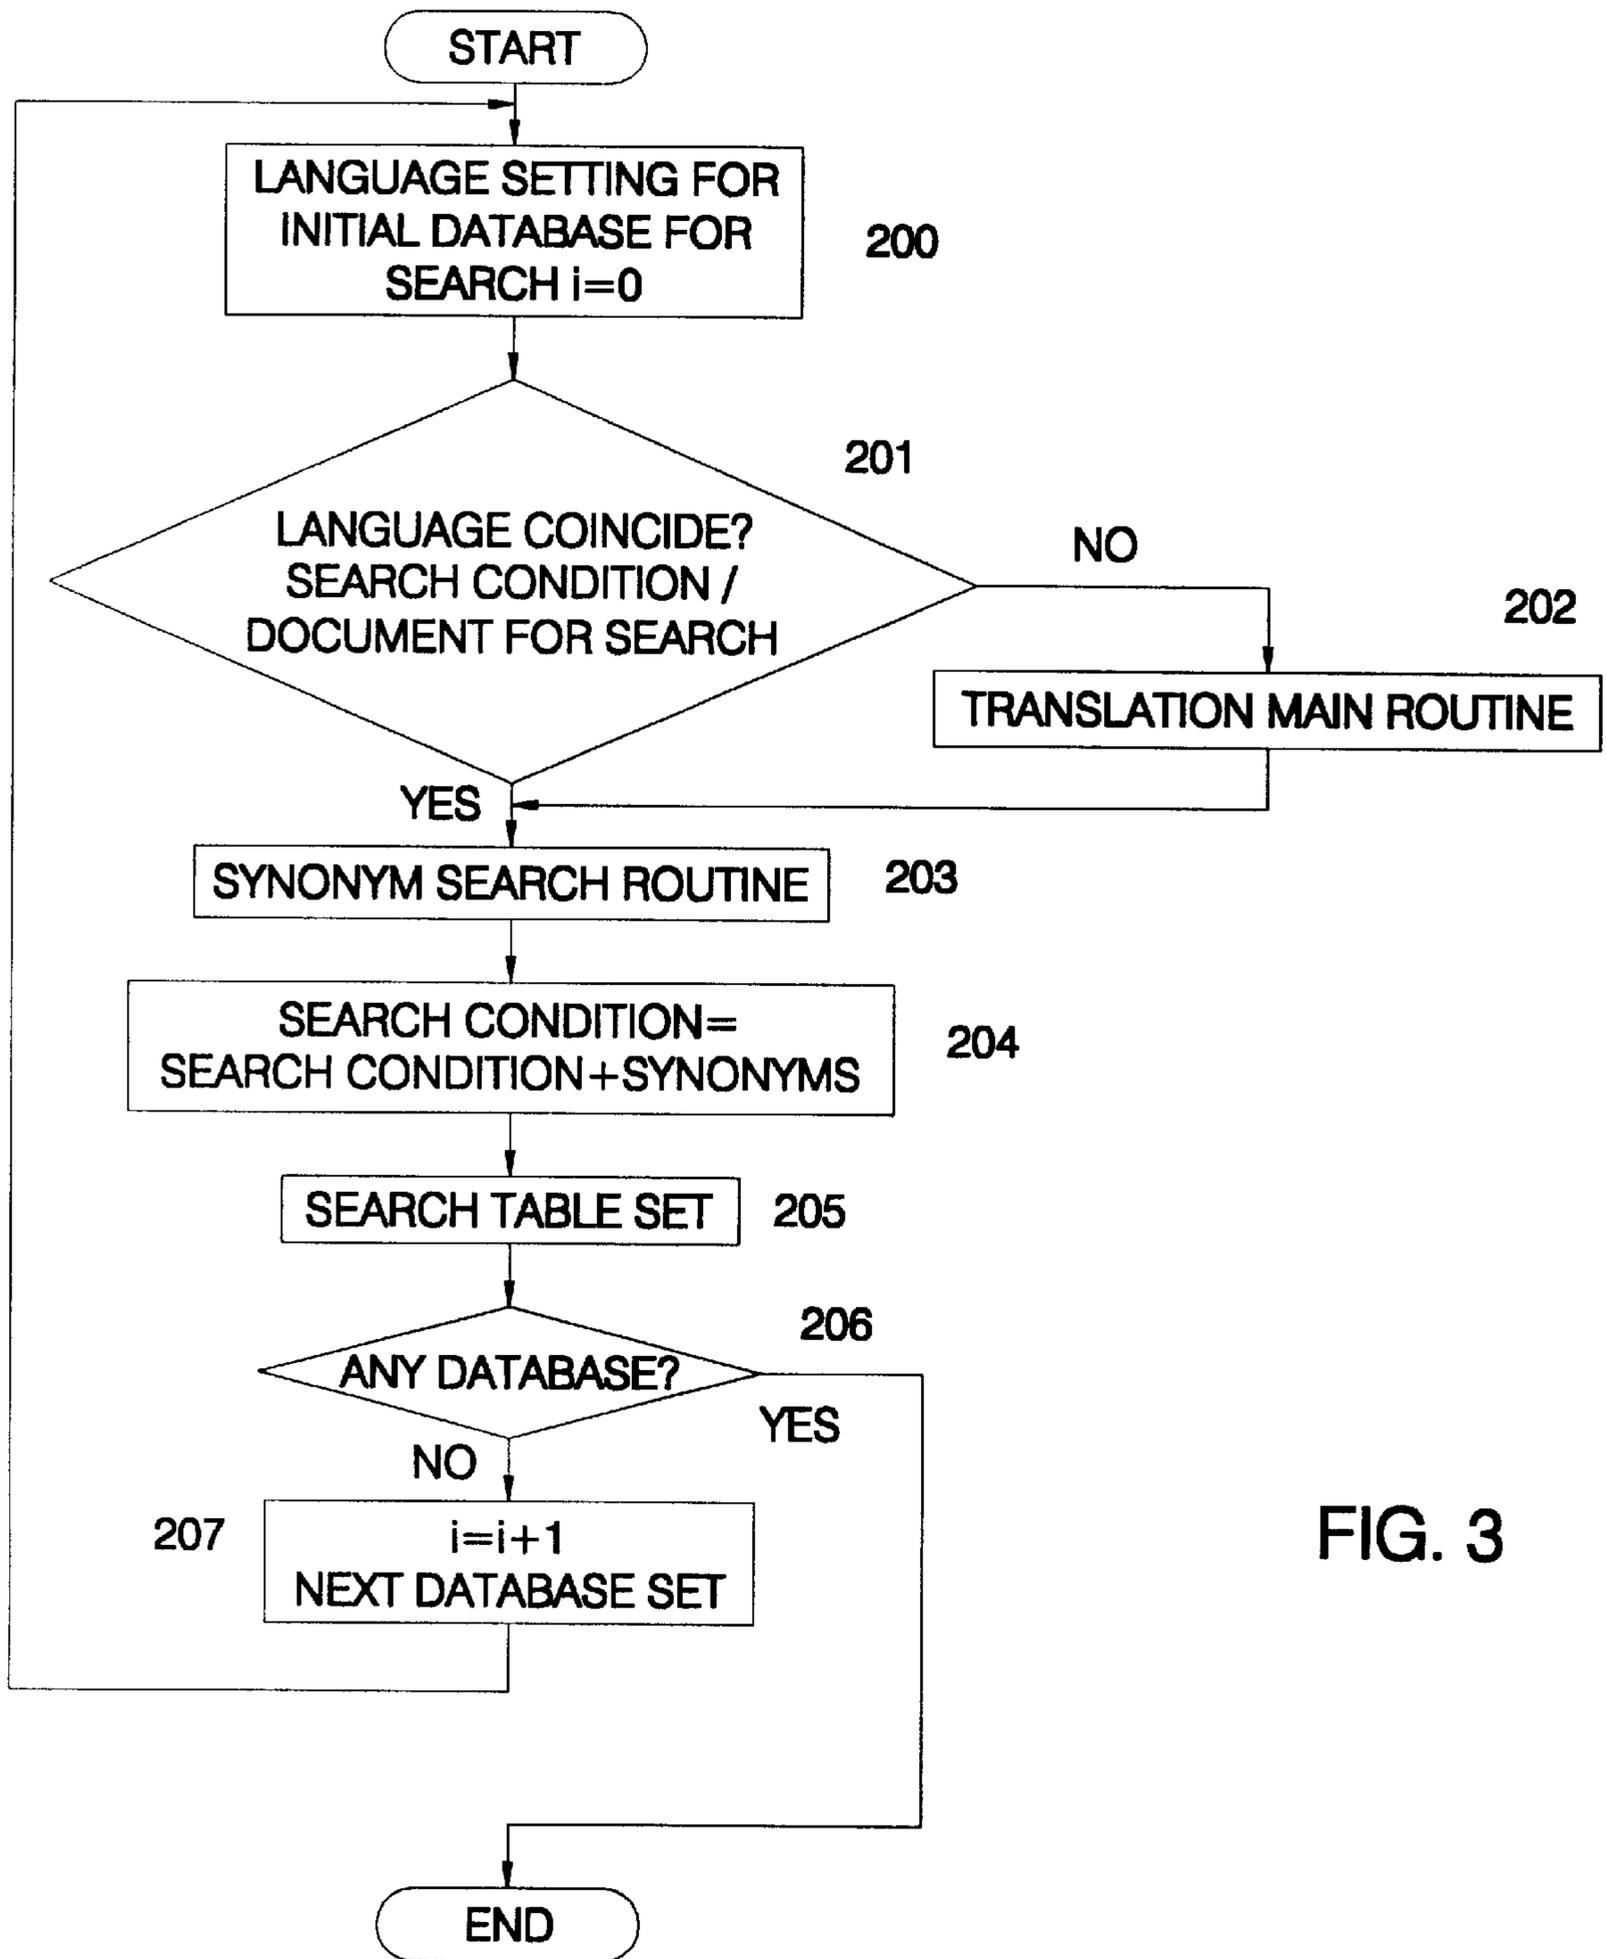 START
LANGUAGE SETTING FOR
INITIAL DATABASE FOR
SEARCH i=0
200
201
LANGUAGE COINCIDE?
SEARCH CONDITION /
DOCUMENT FOR SEARCH
NO
202
TRANSLATION MAIN ROUTINE
YES
SYNONYM SEARCH ROUTINE
203
SEARCH CONDITION=
SEARCH CONDITION+SYNONYMS
204
SEARCH TABLE SET
205
206
ANY DATABASE?
YES
NO
207
i=i+1
NEXT DATABASE SET
FIG. 3
END